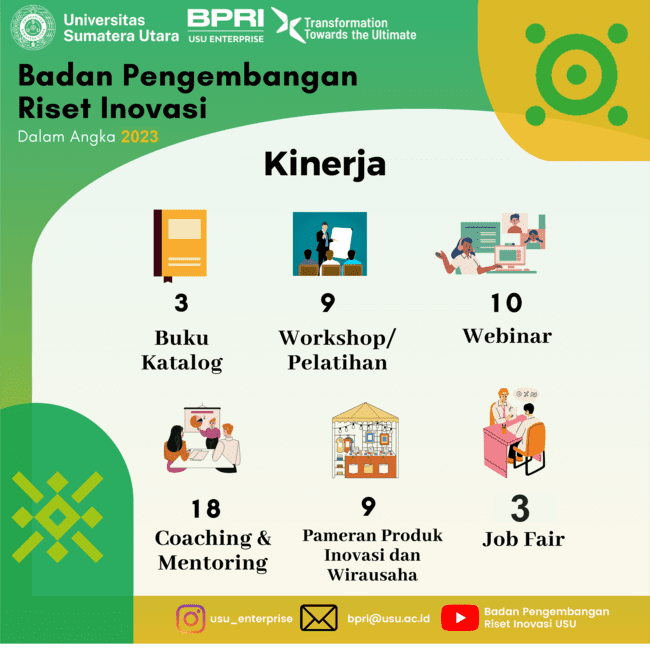 Universitas
Sumatera Utara
BPRI
USU ENTERPRISE
Transformation
Towards the Ultimate
Badan Pengembangan
Riset Inovasi
Dalam Angka 2023
Kinerja
3
Buku
Katalog
9
Workshop/
Pelatihan
10
Webinar
18
Coaching &
Mentoring
9
Pameran Produk
Inovasi dan
Wirausaha
3
Job Fair
usu_enterprise
bpri@usu.ac.id
Badan Pengembangan
Riset Inovasi USU